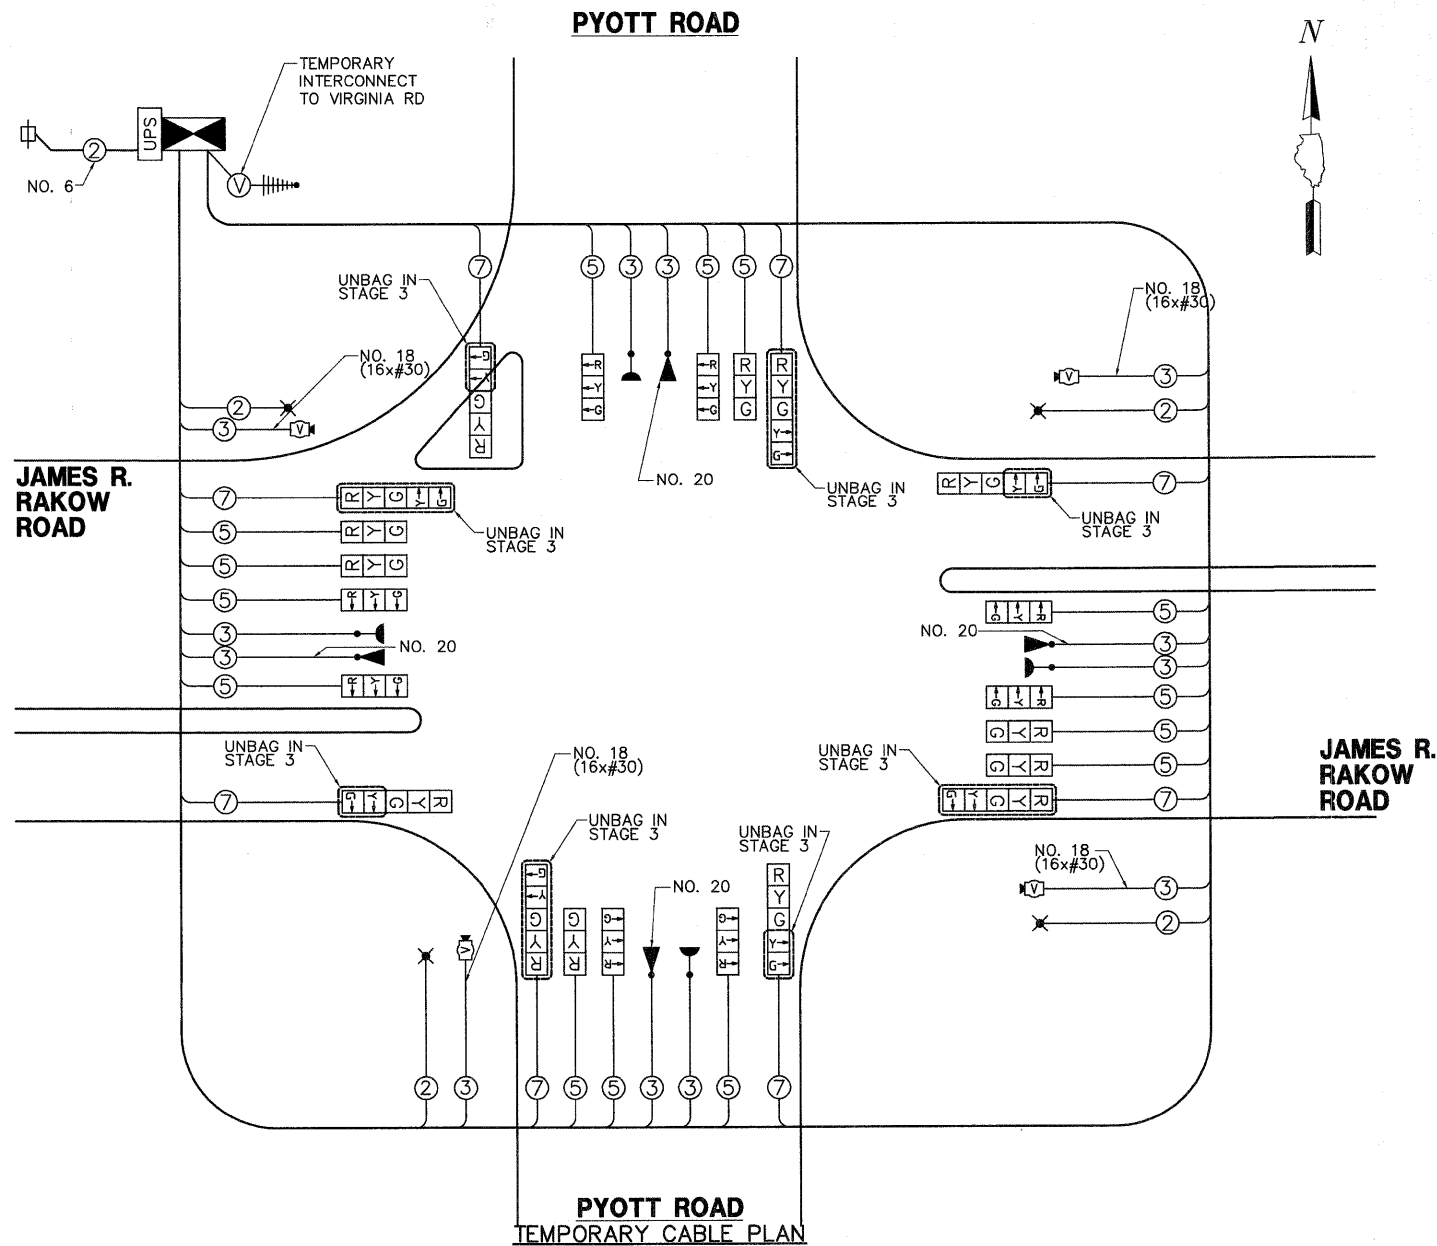 PYOTT ROAD
N
TEMPORARY
INTERCONNECT
TO VIRGINIA RD
UPS
2
NO. 6
V
7
5
3
3
5
5
7
UNBAG IN
STAGE 3
G
Y
G
Y
R
R
Y
G
R
Y
G
R
Y
G
R
Y
G
Y
G
NO. 20
UNBAG IN
STAGE 3
NO. 18
(16x#30)
2
3
V
NO. 18
(16x#30)
V
3
2
JAMES R.
RAKOW
ROAD
7
R Y G Y G
UNBAG IN
STAGE 3
5
R Y G
5
R Y G
5
R Y G
3
3
NO. 20
5
R Y G
R Y G Y G
7
UNBAG IN
STAGE 3
G Y R
5
NO. 20
3
3
G Y R
5
G Y R
5
G Y R
5
UNBAG IN
STAGE 3
G Y G Y R
7
JAMES R.
RAKOW
ROAD
UNBAG IN
STAGE 3
7
G Y G Y R
NO. 18
(16x#30)
UNBAG IN
STAGE 3
UNBAG IN
STAGE 3
NO. 20
G
Y
G
Y
R
G
Y
R
G
Y
R
G
Y
R
R
Y
G
Y
G
V
2
3
7
5
5
3
3
5
7
NO. 18
(16x#30)
V
3
2
PYOTT ROAD
TEMPORARY CABLE PLAN